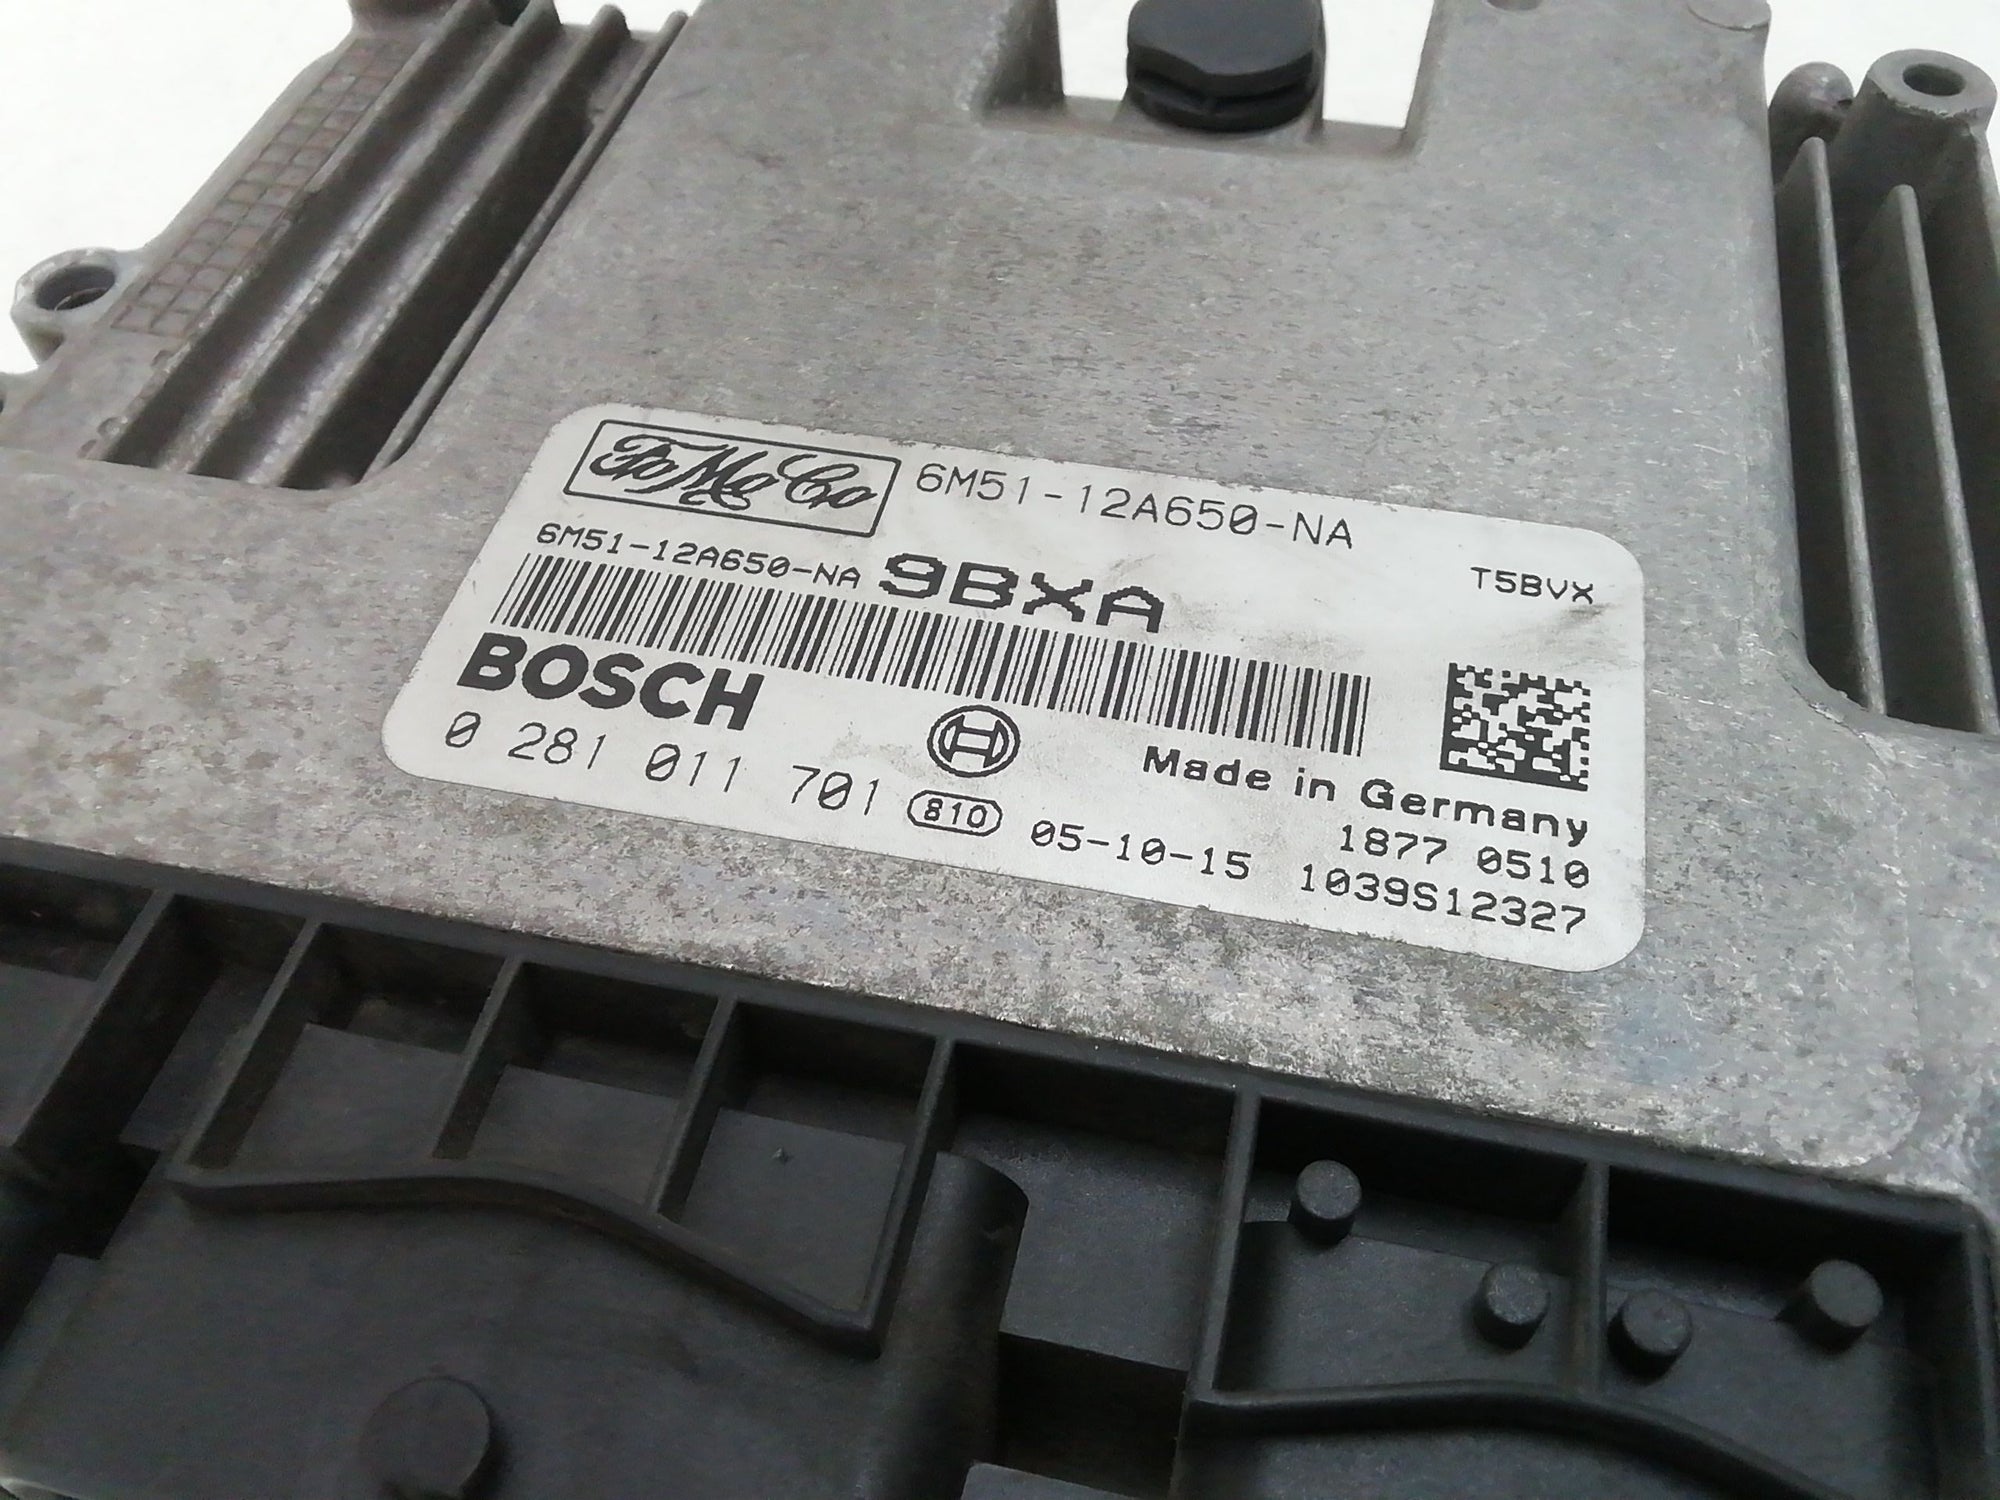 FoMoCo 6M51-12A650-NA
6M51-12A650-NA 9BXA T5BVX
BOSCH
Made in Germany
0 281 011 701 810 05-10-15 1877 0510
1039S12327